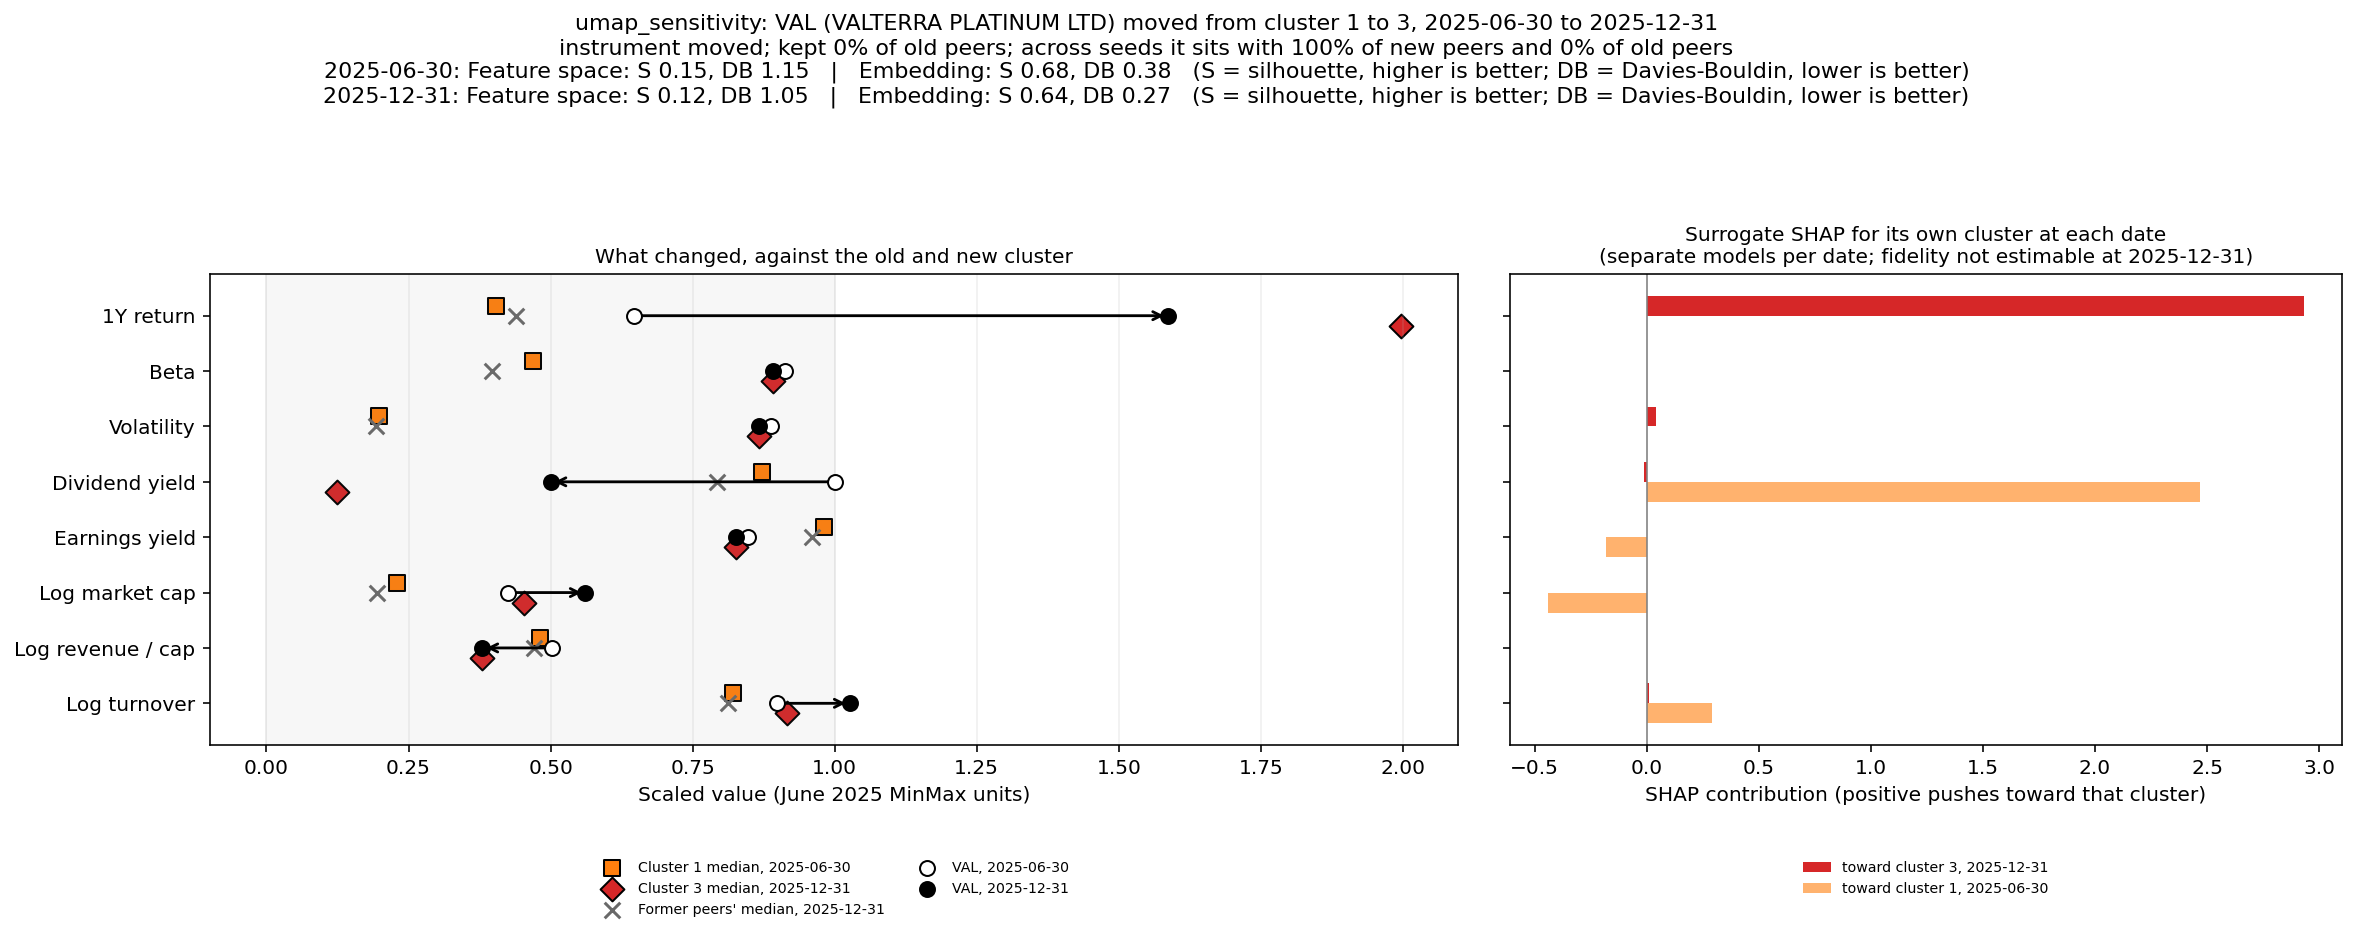 umap_sensitivity: VAL (VALTERRA PLATINUM LTD) moved from cluster 1 to 3, 2025-06-30 to 2025-12-31
instrument moved; kept 0% of old peers; across seeds it sits with 100% of new peers and 0% of old peers
2025-06-30: Feature space: S 0.15, DB 1.15 | Embedding: S 0.68, DB 0.38 (S = silhouette, higher is better; DB = Davies-Bouldin, lower is better)
2025-12-31: Feature space: S 0.12, DB 1.05 | Embedding: S 0.64, DB 0.27 (S = silhouette, higher is better; DB = Davies-Bouldin, lower is better)
What changed, against the old and new cluster
1Y return
Beta
Volatility
Dividend yield
Earnings yield
Log market cap
Log revenue / cap
Log turnover
0.00 0.25 0.50 0.75 1.00 1.25 1.50 1.75 2.00
Scaled value (June 2025 MinMax units)
Cluster 1 median, 2025-06-30
Cluster 3 median, 2025-12-31
Former peers' median, 2025-12-31
VAL, 2025-06-30
VAL, 2025-12-31
Surrogate SHAP for its own cluster at each date
(separate models per date; fidelity not estimable at 2025-12-31)
−0.5 0.0 0.5 1.0 1.5 2.0 2.5 3.0
SHAP contribution (positive pushes toward that cluster)
toward cluster 3, 2025-12-31
toward cluster 1, 2025-06-30